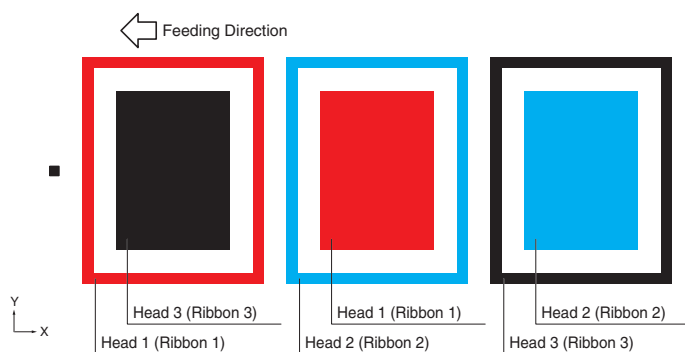 Feeding Direction
Y
X
Head 3 (Ribbon 3)
Head 1 (Ribbon 1)
Head 1 (Ribbon 1)
Head 2 (Ribbon 2)
Head 2 (Ribbon 2)
Head 3 (Ribbon 3)